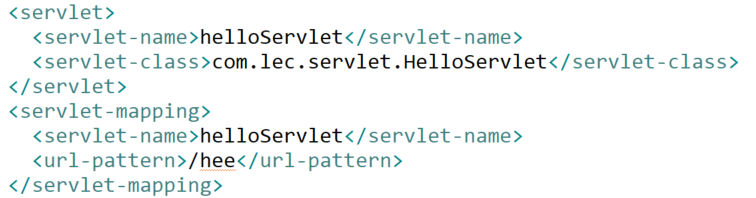 <servlet>
<servlet-name>helloServlet</servlet-name>
<servlet-class>com.lec.servlet.HelloServlet</servlet-class>
</servlet>
<servlet-mapping>
<servlet-name>helloServlet</servlet-name>
<url-pattern>/hee</url-pattern>
</servlet-mapping>